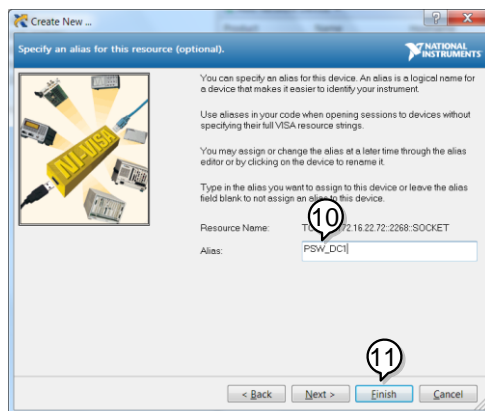 Create New ...
Specify an alias for this resource (optional).
NATIONAL
INSTRUMENTS
You can specify an alias for this device. An alias is a logical name for
a device that makes it easier to identify your instrument.
Use aliases in your code when opening sessions to devices without
specifying their full VISA resource strings.
You may assign or change the alias at a later time through the alias
editor or by clicking on the device to rename it.
Type in the alias you want to assign to this device or leave the alias
field blank to not assign an alias to this device.
NI-VISA
10
Resource Name: 72.16.22.72::2268::SOCKET
Alias: PSW_DC1
11
< Back Next > Finish Cancel